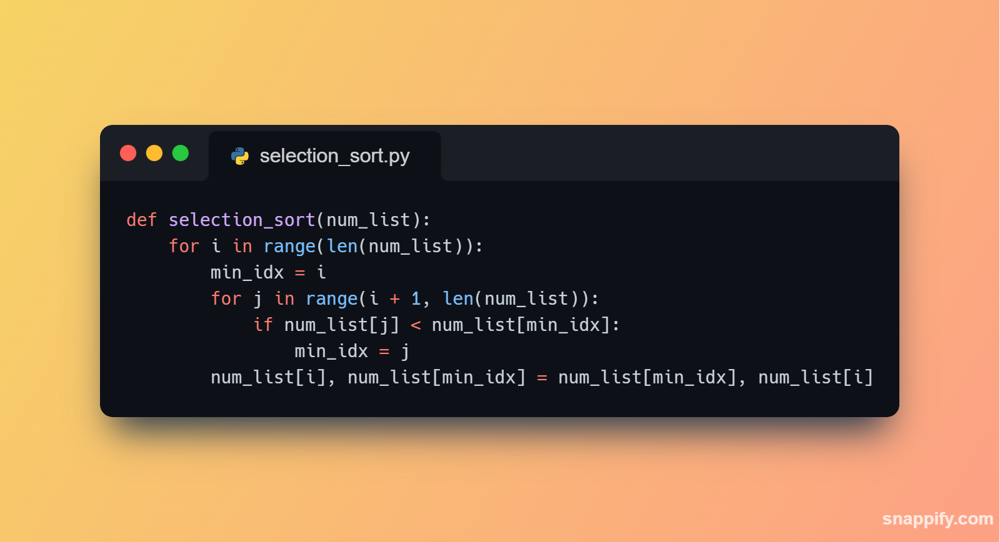 selection_sort.py
def selection_sort(num_list):
    for i in range(len(num_list)):
        min_idx = i
        for j in range(i + 1, len(num_list)):
            if num_list[j] < num_list[min_idx]:
                min_idx = j
        num_list[i], num_list[min_idx] = num_list[min_idx], num_list[i]
snappify.com